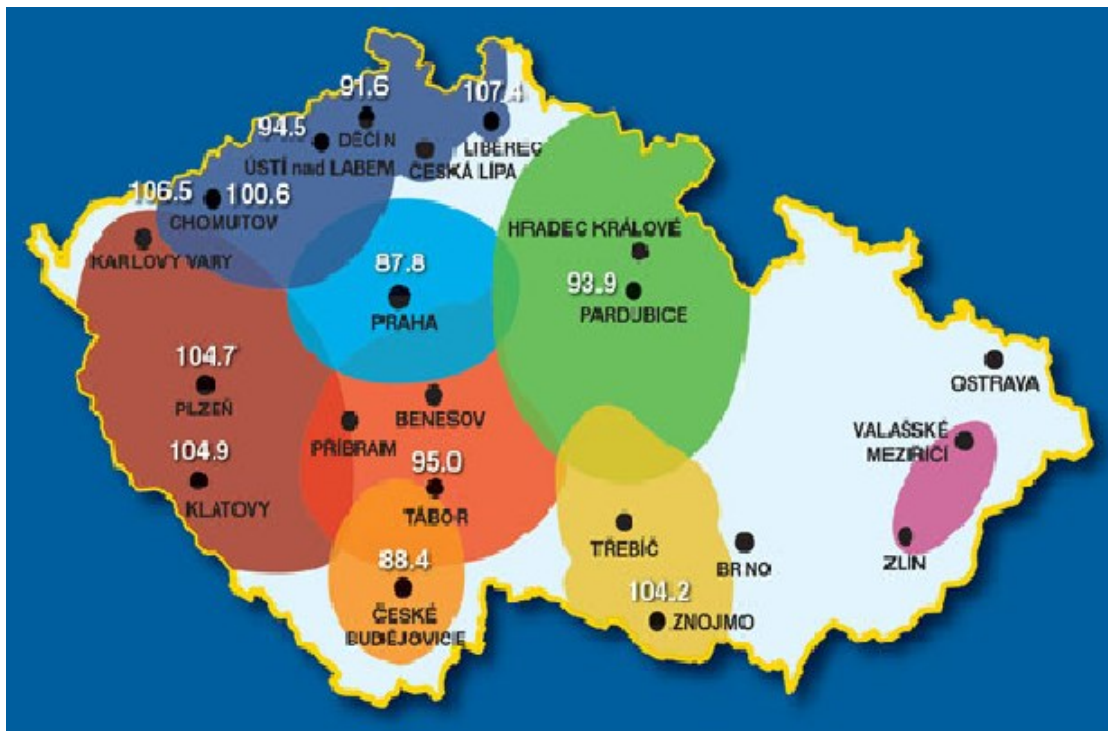 91.6
107.4
94.5
DĚČÍN
LIBEREC
ÚSTÍ nad LABEM
ČESKÁ LÍPA
106.5
100.6
CHOMUTOV
KARLOVY VARY
HRADEC KRÁLOVÉ
87.8
93.9
PRAHA
PARDUBICE
104.7
PLZEŇ
OSTRAVA
BENEŠOV
PŘÍBRAM
VALAŠSKÉ
MEZIŘÍČÍ
104.9
95.0
KLATOVY
TÁBOR
TŘEBÍČ
BRNO
ZLÍN
88.4
104.2
ČESKÉ
BUDĚJOVICE
ZNOJMO